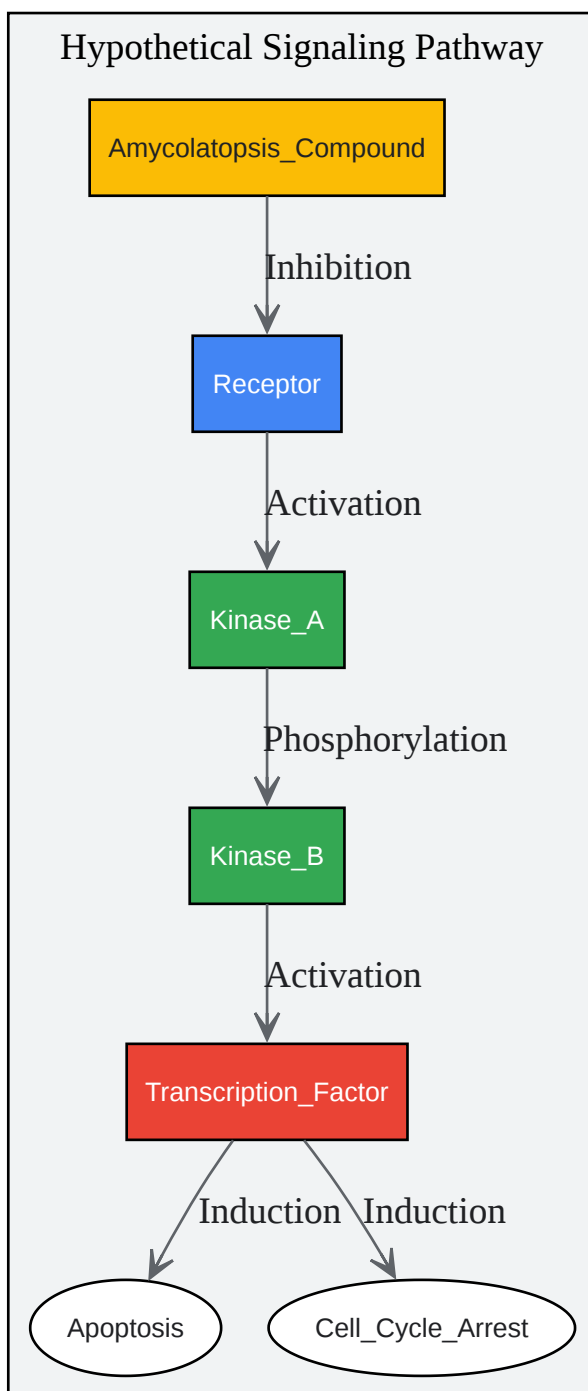 Hypothetical Signaling Pathway
Amycolatopsis_Compound
Inhibition
Receptor
Activation
Kinase_A
Phosphorylation
Kinase_B
Activation
Transcription_Factor
Induction Induction
Apoptosis Cell_Cycle_Arrest